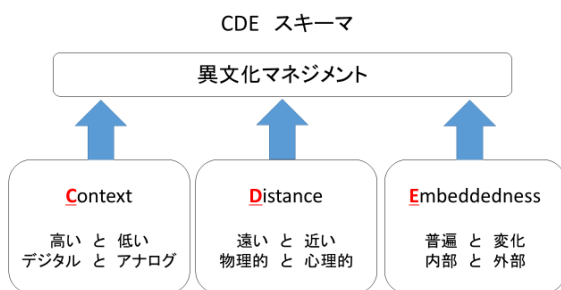 CDE スキーマ
異文化マネジメント
Context
高い と 低い
デジタル と アナログ
Distance
遠い と 近い
物理的 と 心理的
Embeddedness
普遍 と 変化
内部 と 外部